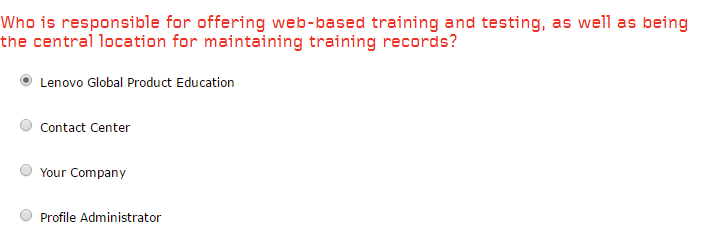 Who is responsible for offering web-based training and testing, as well as being
the central location for maintaining training records?
Lenovo Global Product Education
Contact Center
Your Company
Profile Administrator